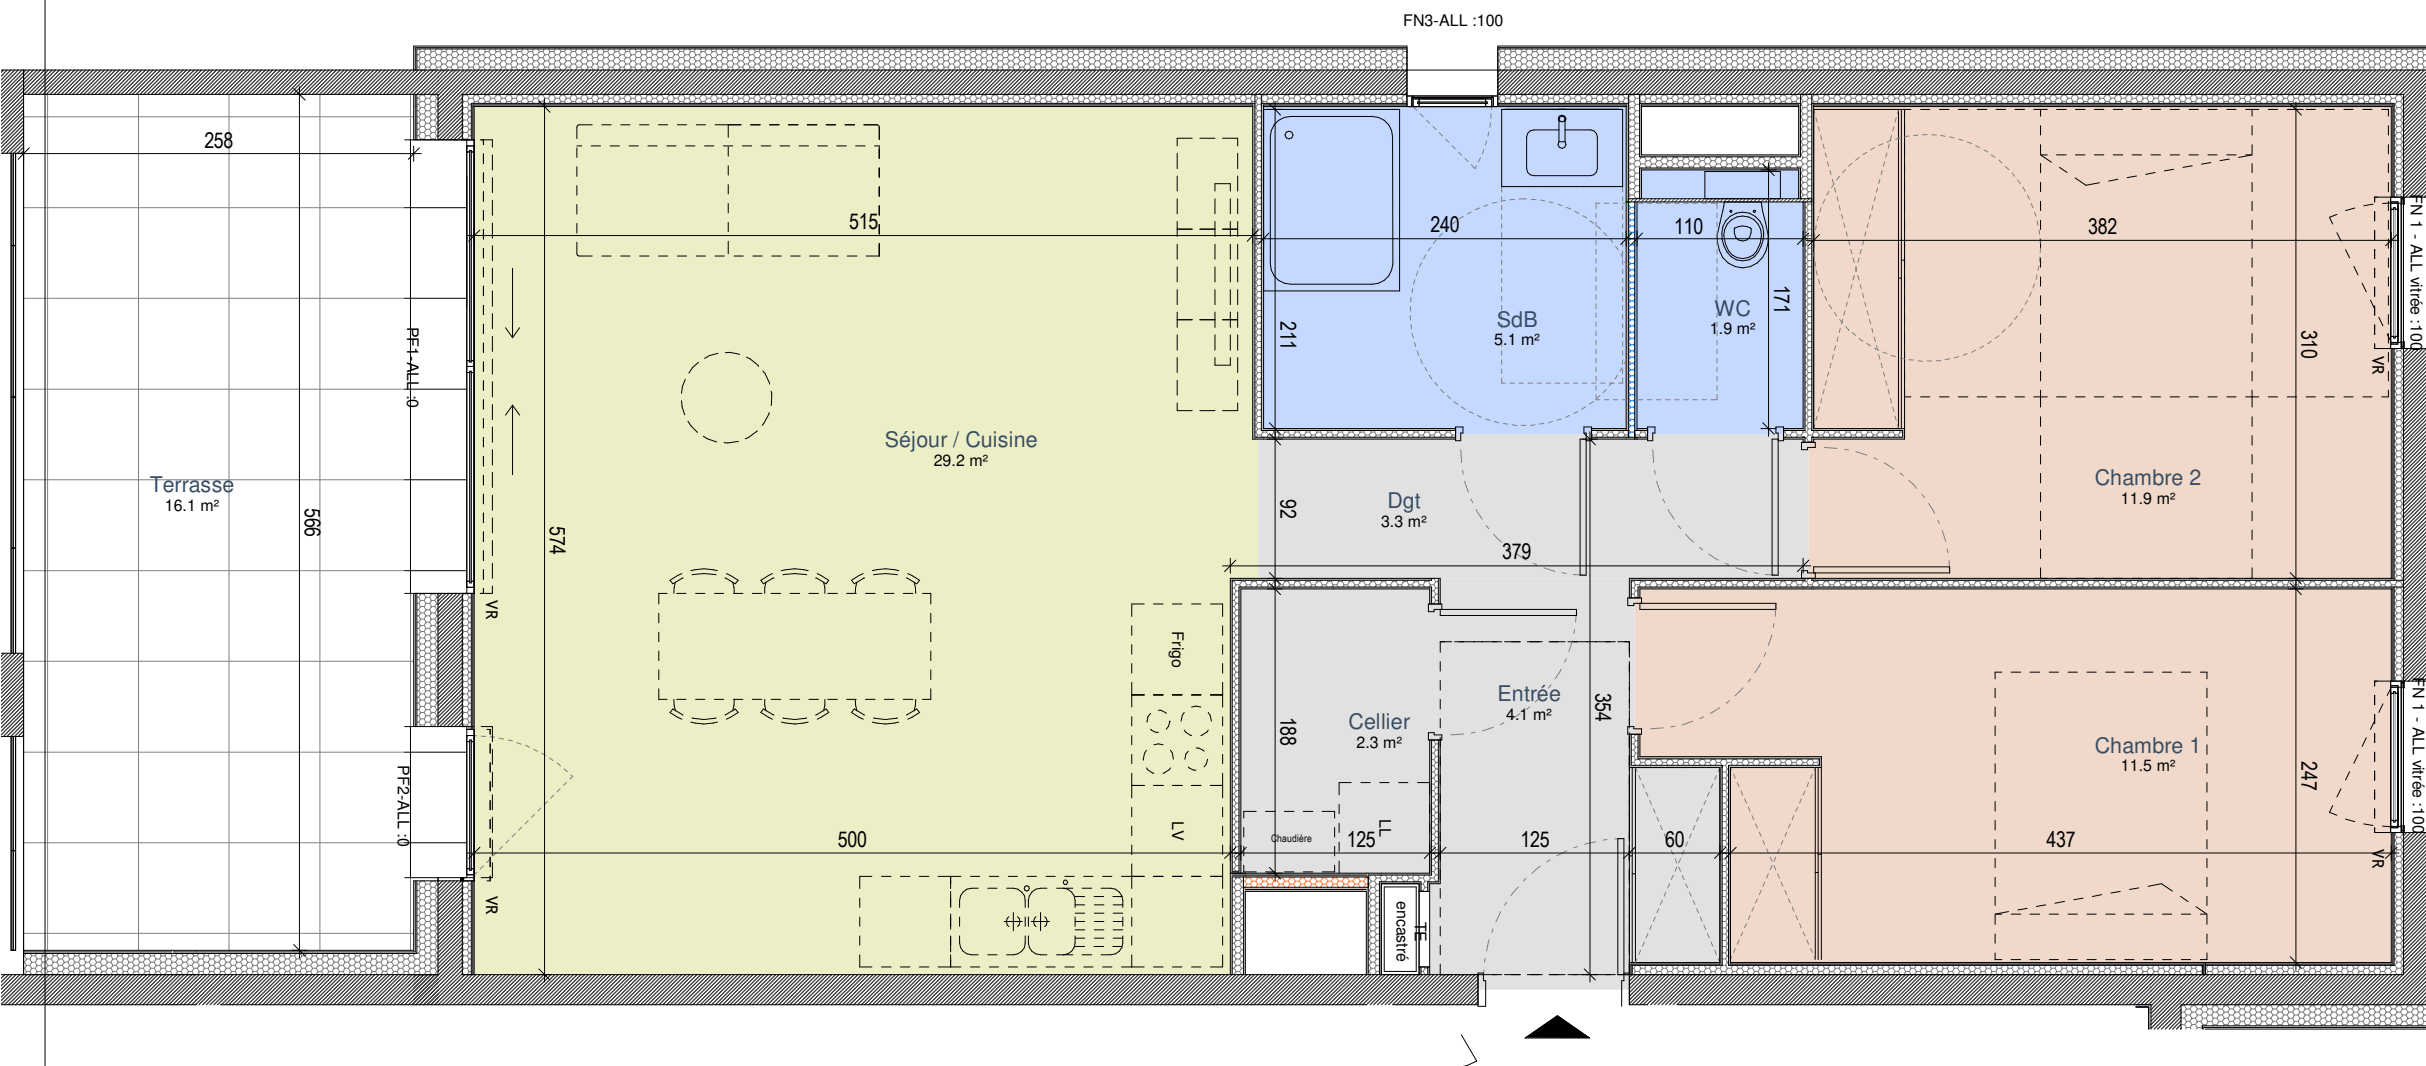 FN3-ALL :100
258
515
240
110
382
FN 1 - ALL vitrée :100
VR
171
310
211
SdB
5.1 m²
WC
1.9 m²
PF1-ALL :0
Séjour / Cuisine
29.2 m²
Terrasse
16.1 m²
566
574
92
Dgt
3.3 m²
379
Chambre 2
11.9 m²
VR
Frigo
Entrée
4.1 m²
354
Cellier
2.3 m²
188
Chambre 1
11.5 m²
247
FN 1 - ALL vitrée :100
VR
PF2-ALL :0
LV
LL
Chaudière
500
125
125
60
437
VR
TE
encastré